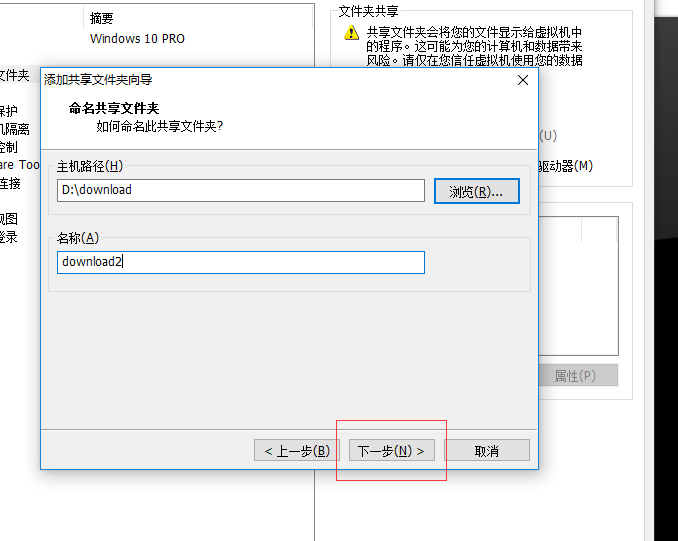 摘要
Windows 10 PRO
文件夹共享
共享文件夹会将您的文件显示给虚拟机中
的程序。这可能为您的计算机和数据带来
风险。请仅在您信任虚拟机使用您的数据
文件夹
保护
机隔离
控制
are Too
连接
视图
登录
添加共享文件夹向导
命名共享文件夹
如何命名此共享文件夹?
主机路径(H)
D:\download
浏览(R)...
名称(A)
download2
(U)
驱动器(M)
属性(P)
< 上一步(B)
下一步(N) >
取消